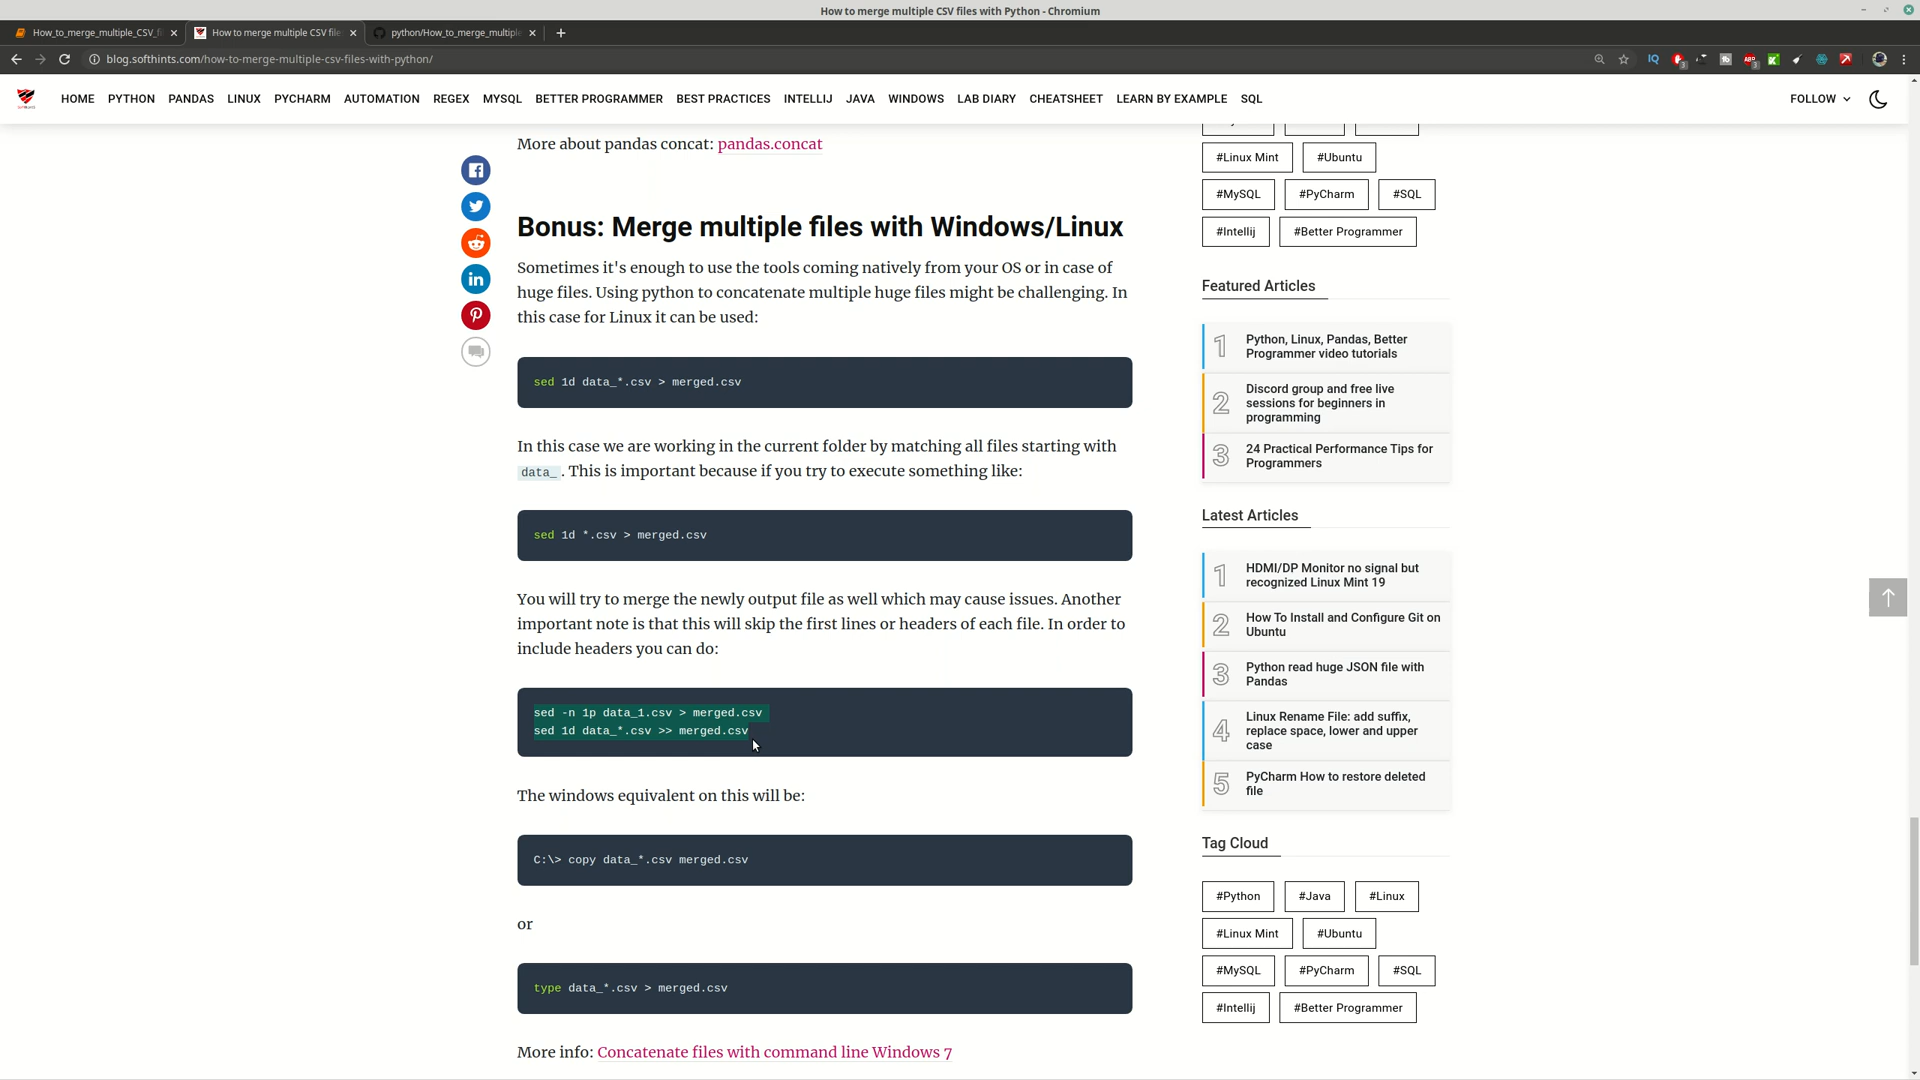 How to merge multiple CSV files with Python - Chromium
How_to_merge_multiple_CSV_fi
How to merge multiple CSV file
python/How_to_merge_multiple
blog.softhints.com/how-to-merge-multiple-csv-files-with-python/
HOME PYTHON PANDAS LINUX PYCHARM AUTOMATION REGEX MYSQL BETTER PROGRAMMER BEST PRACTICES INTELLIJ JAVA WINDOWS LAB DIARY CHEATSHEET LEARN BY EXAMPLE SQL FOLLOW
More about pandas concat: pandas.concat
Bonus: Merge multiple files with Windows/Linux
Sometimes it's enough to use the tools coming natively from your OS or in case of
huge files. Using python to concatenate multiple huge files might be challenging. In
this case for Linux it can be used:
sed 1d data_*.csv > merged.csv
In this case we are working in the current folder by matching all files starting with
data_ . This is important because if you try to execute something like:
sed 1d *.csv > merged.csv
You will try to merge the newly output file as well which may cause issues. Another
important note is that this will skip the first lines or headers of each file. In order to
include headers you can do:
sed -n 1p data_1.csv > merged.csv
sed 1d data_*.csv >> merged.csv
The windows equivalent on this will be:
C:\> copy data_*.csv merged.csv
or
type data_*.csv > merged.csv
More info: Concatenate files with command line Windows 7
#Linux Mint #Ubuntu
#MySQL #PyCharm #SQL
#Intellij #Better Programmer
Featured Articles
1 Python, Linux, Pandas, Better
Programmer video tutorials
2 Discord group and free live
sessions for beginners in
programming
3 24 Practical Performance Tips for
Programmers
Latest Articles
1 HDMI/DP Monitor no signal but
recognized Linux Mint 19
2 How To Install and Configure Git on
Ubuntu
3 Python read huge JSON file with
Pandas
4 Linux Rename File: add suffix,
replace space, lower and upper
case
5 PyCharm How to restore deleted
file
Tag Cloud
#Python #Java #Linux
#Linux Mint #Ubuntu
#MySQL #PyCharm #SQL
#Intellij #Better Programmer